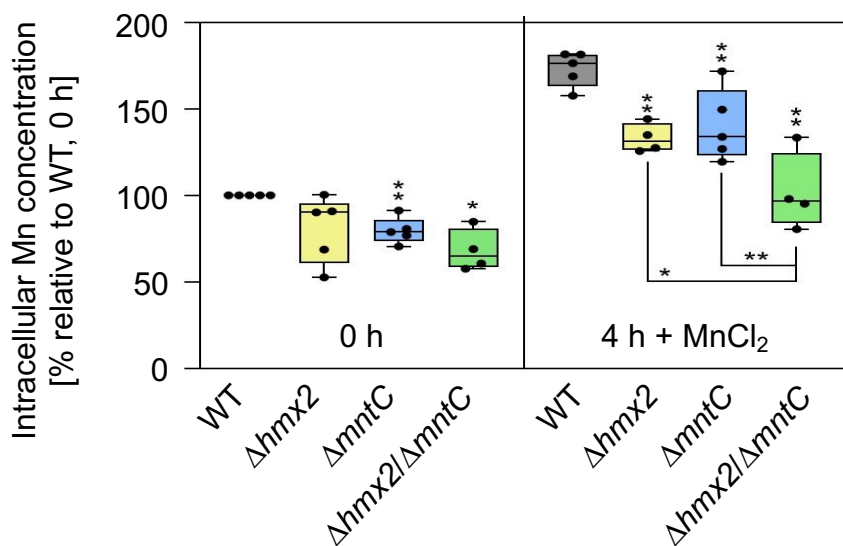 Intracellular Mn concentration
[% relative to WT, 0 h]
200
150
100
50
0
**
*
0 h
**
**
**
*
**
4 h + MnCl₂
WT
Δhmx2
ΔmntC
Δhmx2/ΔmntC
WT
Δhmx2
ΔmntC
Δhmx2/ΔmntC